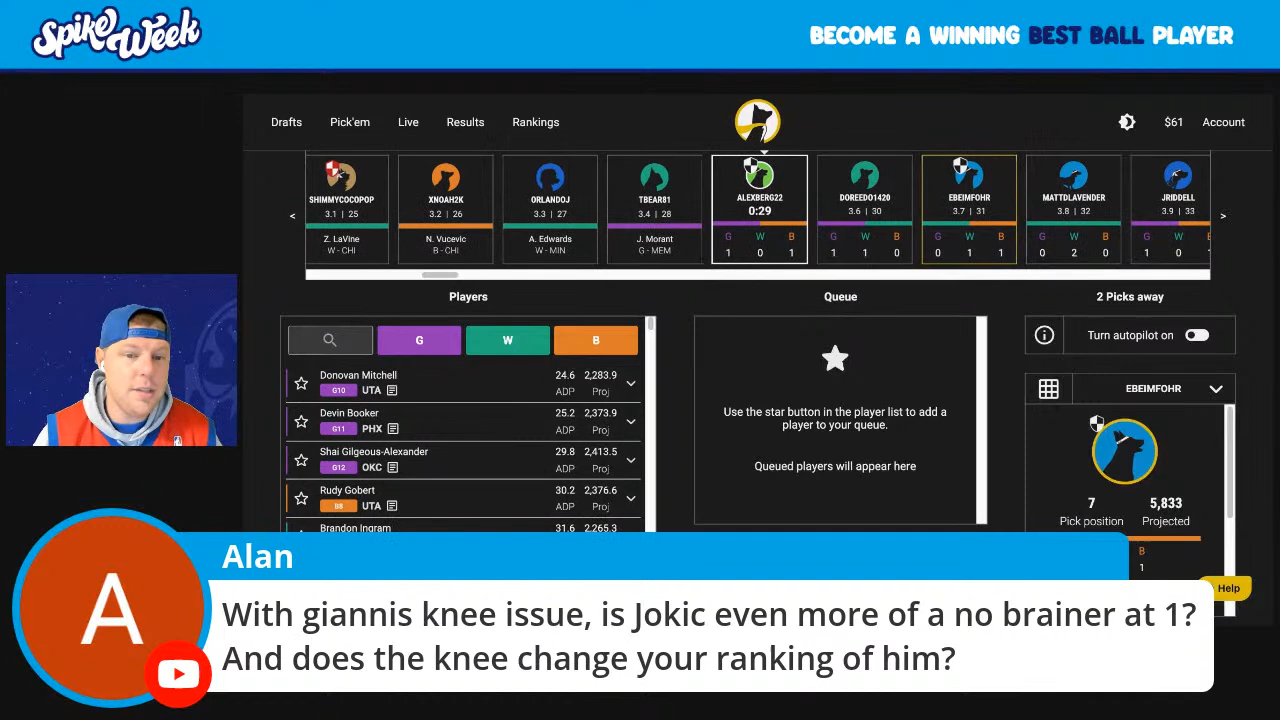 Spike Week
BECOME A WINNING BEST BALL PLAYER
Drafts Pick'em Live Results Rankings $61 Account
<
SHIMMYCOCOPOP
3.1 | 25
Z. LaVine
W - CHI
XNOAH2K
3.2 | 26
N. Vucevic
B - CHI
ORLANDOJ
3.3 | 27
A. Edwards
W - MIN
TBEAR81
3.4 | 28
J. Morant
G - MEM
ALEXBERG22
0:29
G W B
1 0 1
DOREEDO1420
3.6 | 30
G W B
1 1 0
EBEIMFOHR
3.7 | 31
G W B
0 1 1
MATTDLAVENDER
3.8 | 32
G W B
0 2 0
JRIDDELL
3.9 | 33
G W
1 0
>
Players
G W B
Donovan Mitchell 24.6 2,283.9
G10 UTA ADP Proj
Devin Booker 25.2 2,373.9
G11 PHX ADP Proj
Shai Gilgeous-Alexander 29.8 2,413.5
G12 OKC ADP Proj
Rudy Gobert 30.2 2,376.6
B8 UTA ADP Proj
Brandon Ingram 31.6 2,265.3
Queue
Use the star button in the player list to add a
player to your queue.
Queued players will appear here
2 Picks away
Turn autopilot on
EBEIMFOHR
7 5,833
Pick position Projected
B
1
Help
A
Alan
With giannis knee issue, is Jokic even more of a no brainer at 1?
And does the knee change your ranking of him?